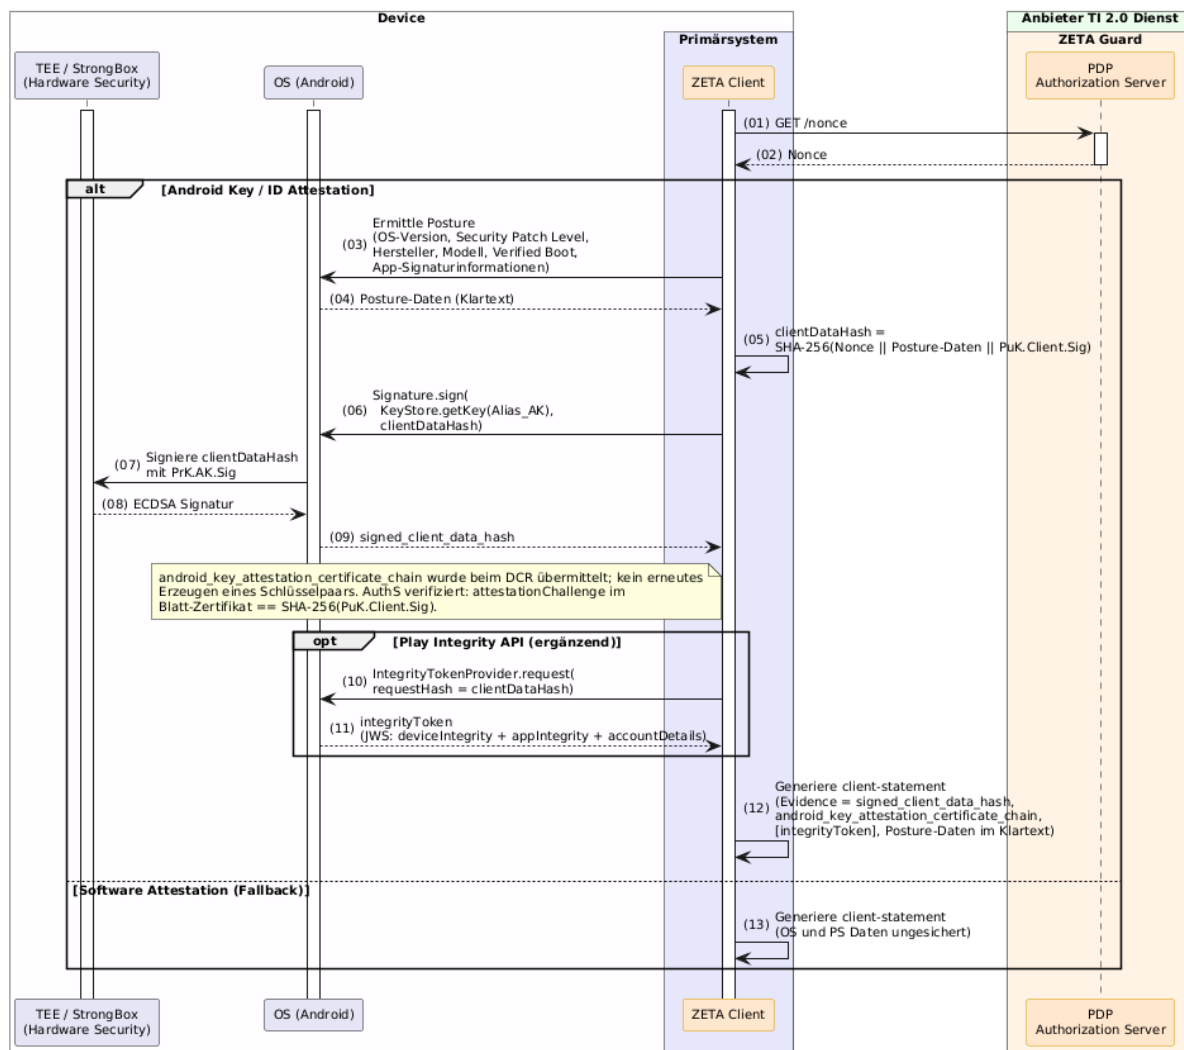 Device
Anbieter TI 2.0 Dienst
Primärsystem
ZETA Guard
TEE / StrongBox
(Hardware Security)
OS (Android)
ZETA Client
PDP
Authorization Server
(01) GET /nonce
(02) Nonce
alt
[Android Key / ID Attestation]
(03) Ermittle Posture
(OS-Version, Security Patch Level,
Hersteller, Modell, Verified Boot,
App-Signaturinformationen)
(04) Posture-Daten (Klartext)
(05) clientDataHash =
SHA-256(Nonce || Posture-Daten || PuK.Client.Sig)
(06) Signature.sign(
KeyStore.getKey(Alias_AK),
clientDataHash)
(07) Signiere clientDataHash
mit PrK.AK.Sig
(08) ECDSA Signatur
(09) signed_client_data_hash
android_key_attestation_certificate_chain wurde beim DCR übermittelt; kein erneutes
Erzeugen eines Schlüsselpaars. AuthS verifiziert: attestationChallenge im
Blatt-Zertifikat == SHA-256(PuK.Client.Sig).
opt
[Play Integrity API (ergänzend)]
(10) IntegrityTokenProvider.request(
requestHash = clientDataHash)
(11) integrityToken
(JWS: deviceIntegrity + appIntegrity + accountDetails)
(12) Generiere client-statement
(Evidence = signed_client_data_hash,
android_key_attestation_certificate_chain,
[integrityToken], Posture-Daten im Klartext)
[Software Attestation (Fallback)]
(13) Generiere client-statement
(OS und PS Daten ungesichert)
TEE / StrongBox
(Hardware Security)
OS (Android)
ZETA Client
PDP
Authorization Server